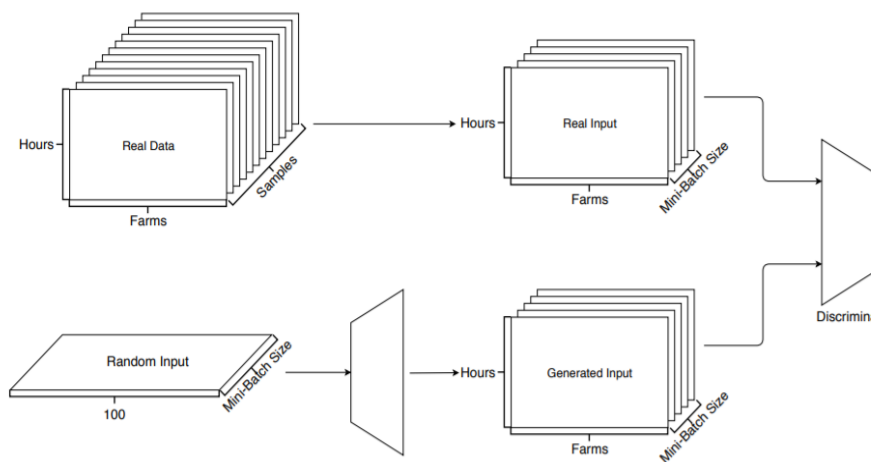 Hours
Real Data
Samples
Farms
Hours
Real Input
Mini-Batch Size
Farms
Random Input
Mini-Batch Size
100
Hours
Generated Input
Mini-Batch Size
Farms
Discrimina